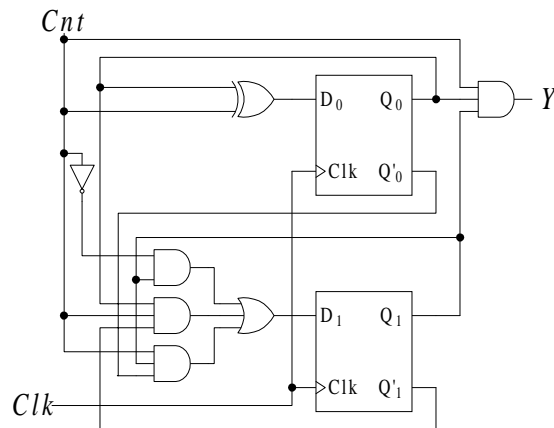 Cnt
D₀ Q₀
Y
Clk Q'₀
D₁ Q₁
Clk Clk Q'₁